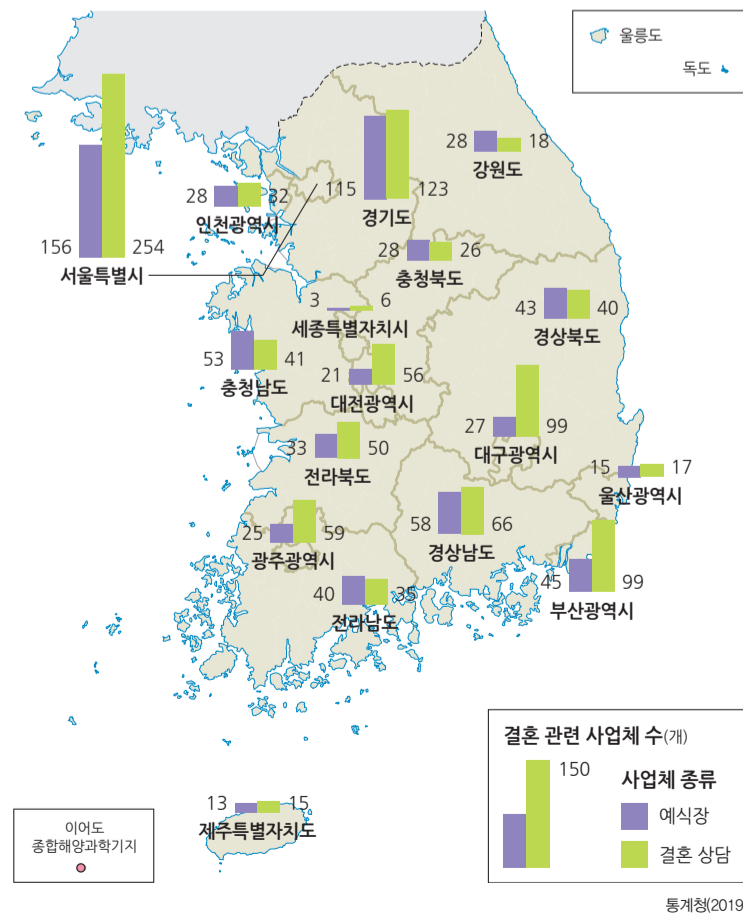 울릉도
독도
28 18
강원도
115 123
경기도
28 32
인천광역시
156 254
서울특별시
28 26
충청북도
3 6
세종특별자치시
43 40
경상북도
53 41
충청남도
21 56
대전광역시
27 99
대구광역시
33 50
전라북도
15 17
울산광역시
58 66
경상남도
25 59
광주광역시
45 99
부산광역시
40 35
전라남도
13 15
제주특별자치도
이어도
종합해양과학기지
결혼 관련 사업체 수(개)
150
사업체 종류
예식장
결혼 상담
통계청(2019